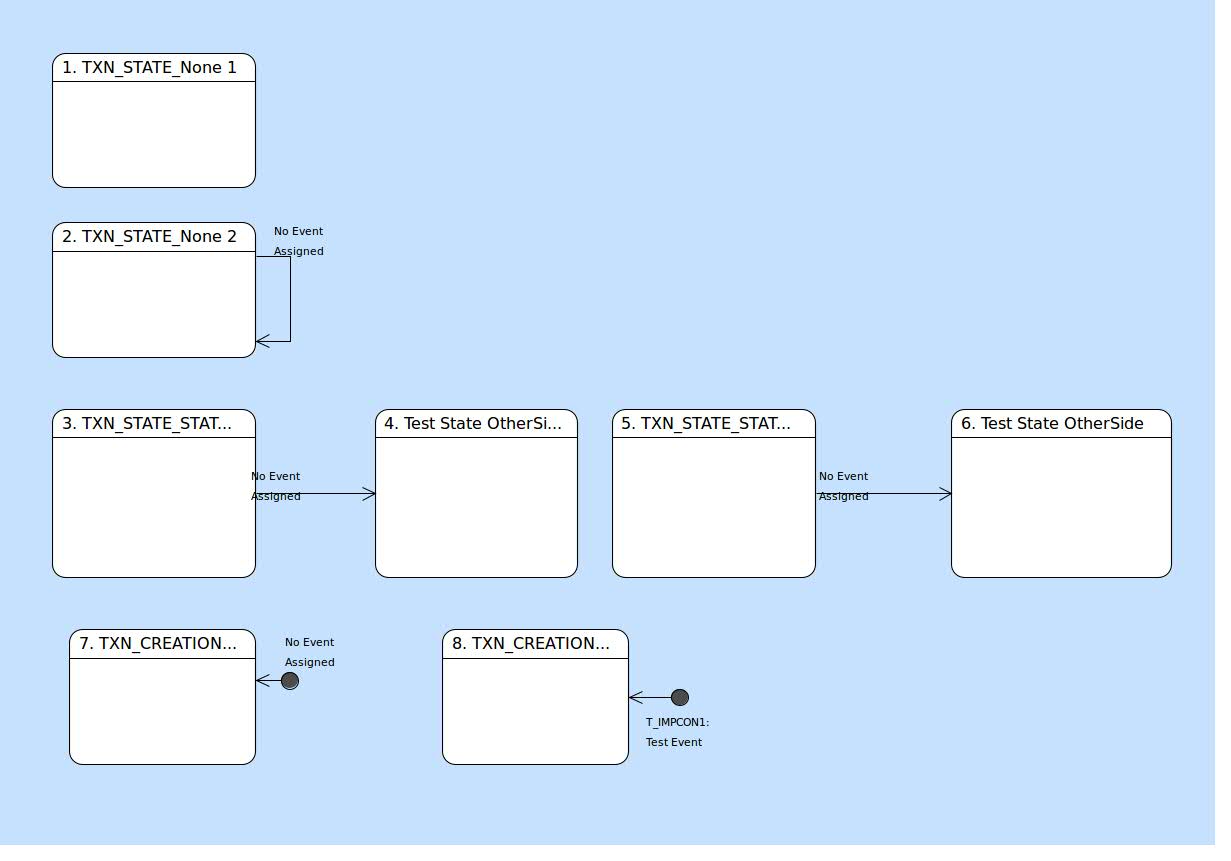 1. TXN_STATE_None 1
2. TXN_STATE_None 2
No Event
Assigned
3. TXN_STATE_STAT...
4. Test State OtherSi...
5. TXN_STATE_STAT...
6. Test State OtherSide
No Event
Assigned
No Event
Assigned
7. TXN_CREATION...
No Event
Assigned
8. TXN_CREATION...
T_IMPCON1:
Test Event